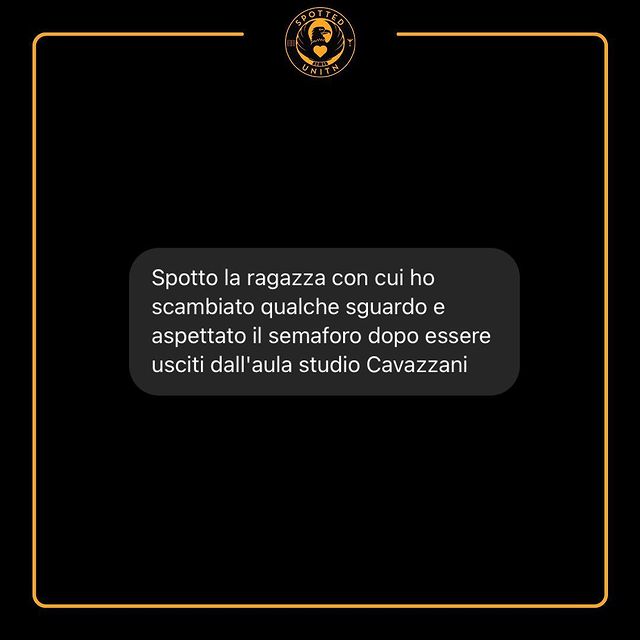 SPOTTED
UNITN
Spotto la ragazza con cui ho
scambiato qualche sguardo e
aspettato il semaforo dopo essere
usciti dall'aula studio Cavazzani